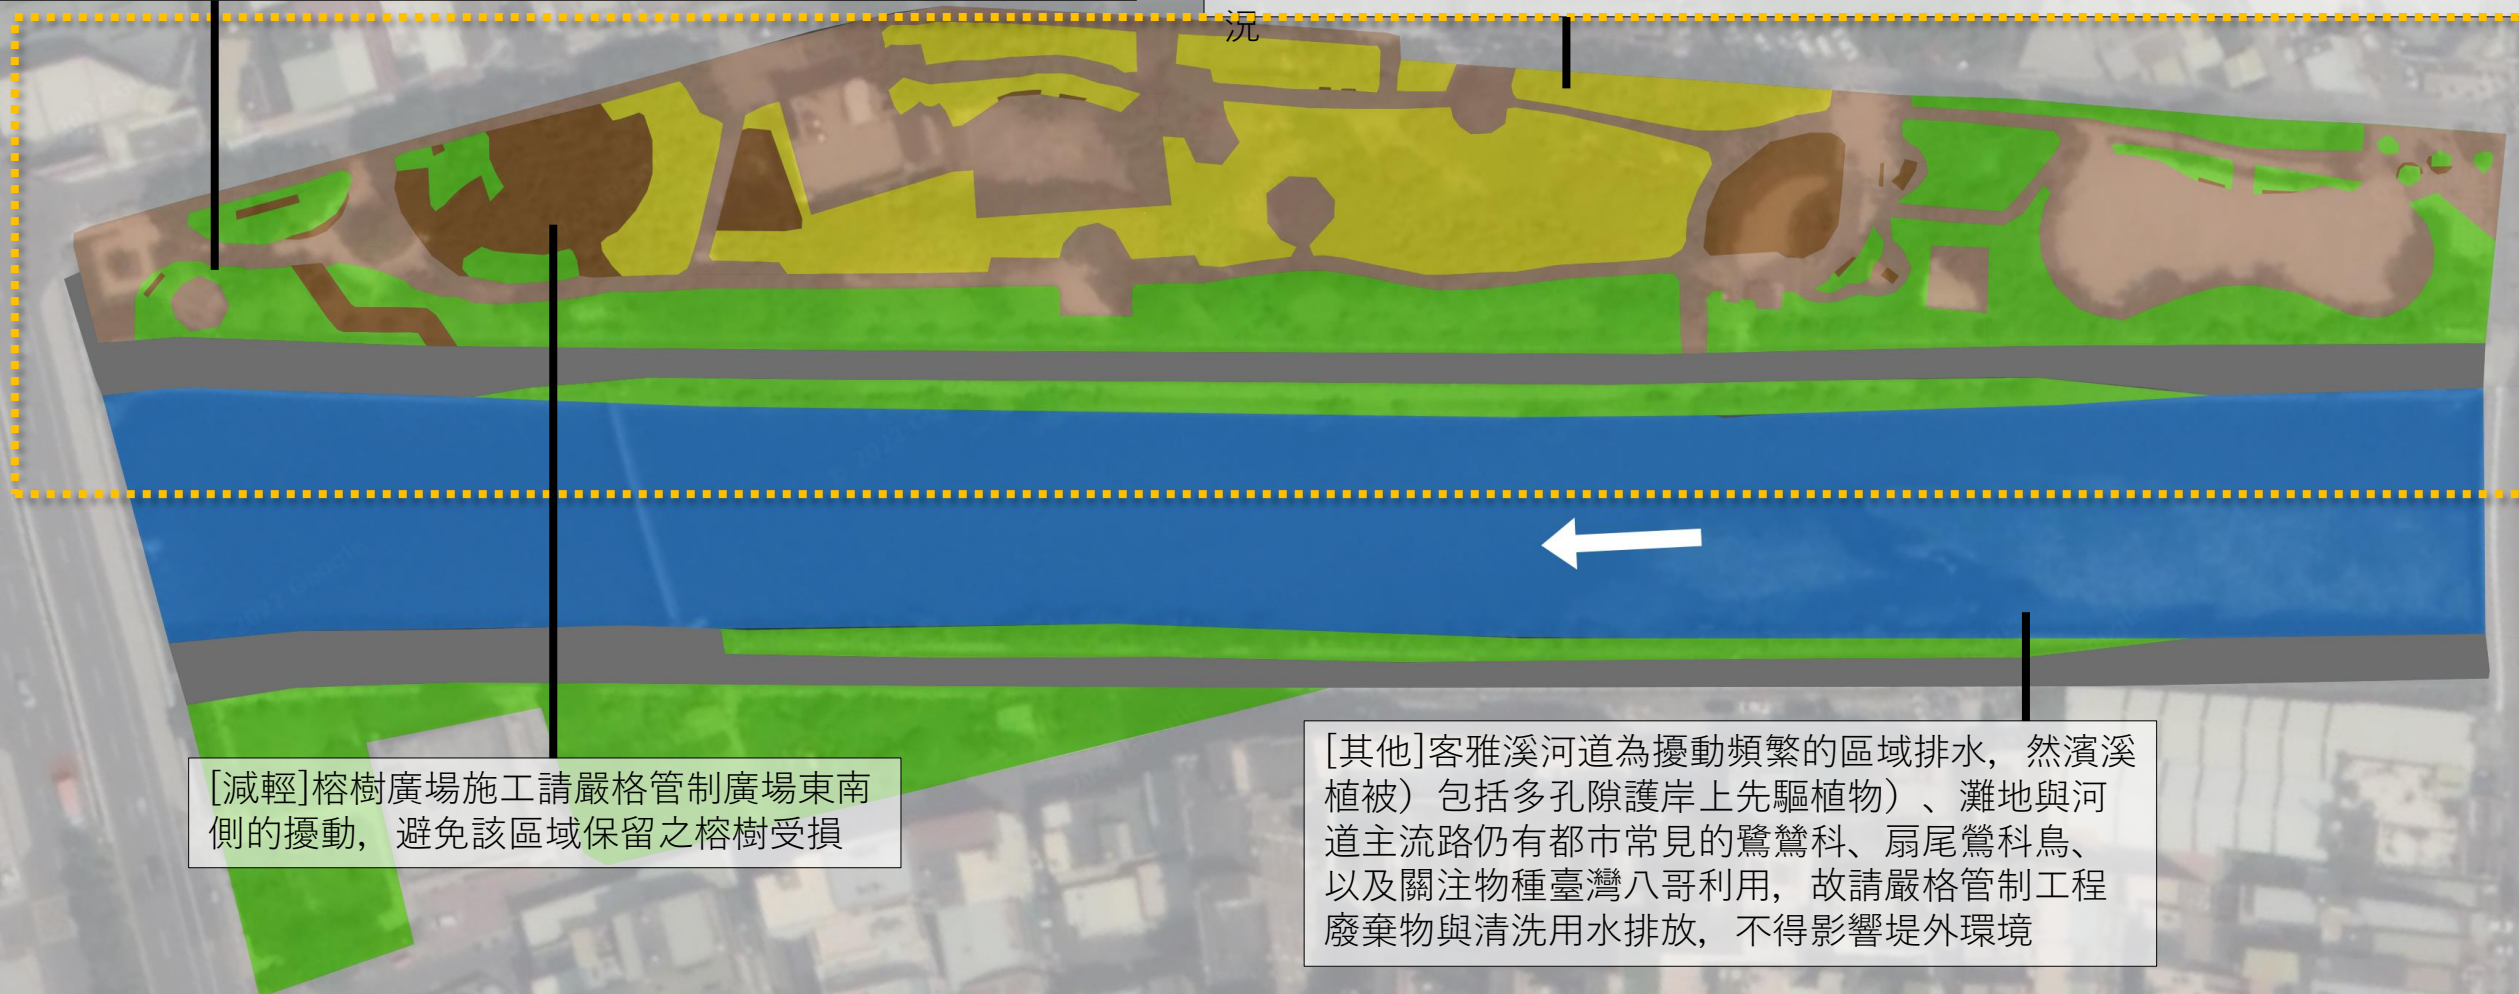 況
[減輕]榕樹廣場施工請嚴格管制廣場東南
側的擾動，避免該區域保留之榕樹受損
[其他]客雅溪河道為擾動頻繁的區域排水，然濱溪
植被）包括多孔隙護岸上先驅植物）、灘地與河
道主流路仍有都市常見的鷺鷥科、扇尾鶯科鳥、
以及關注物種臺灣八哥利用，故請嚴格管制工程
廢棄物與清洗用水排放，不得影響堤外環境